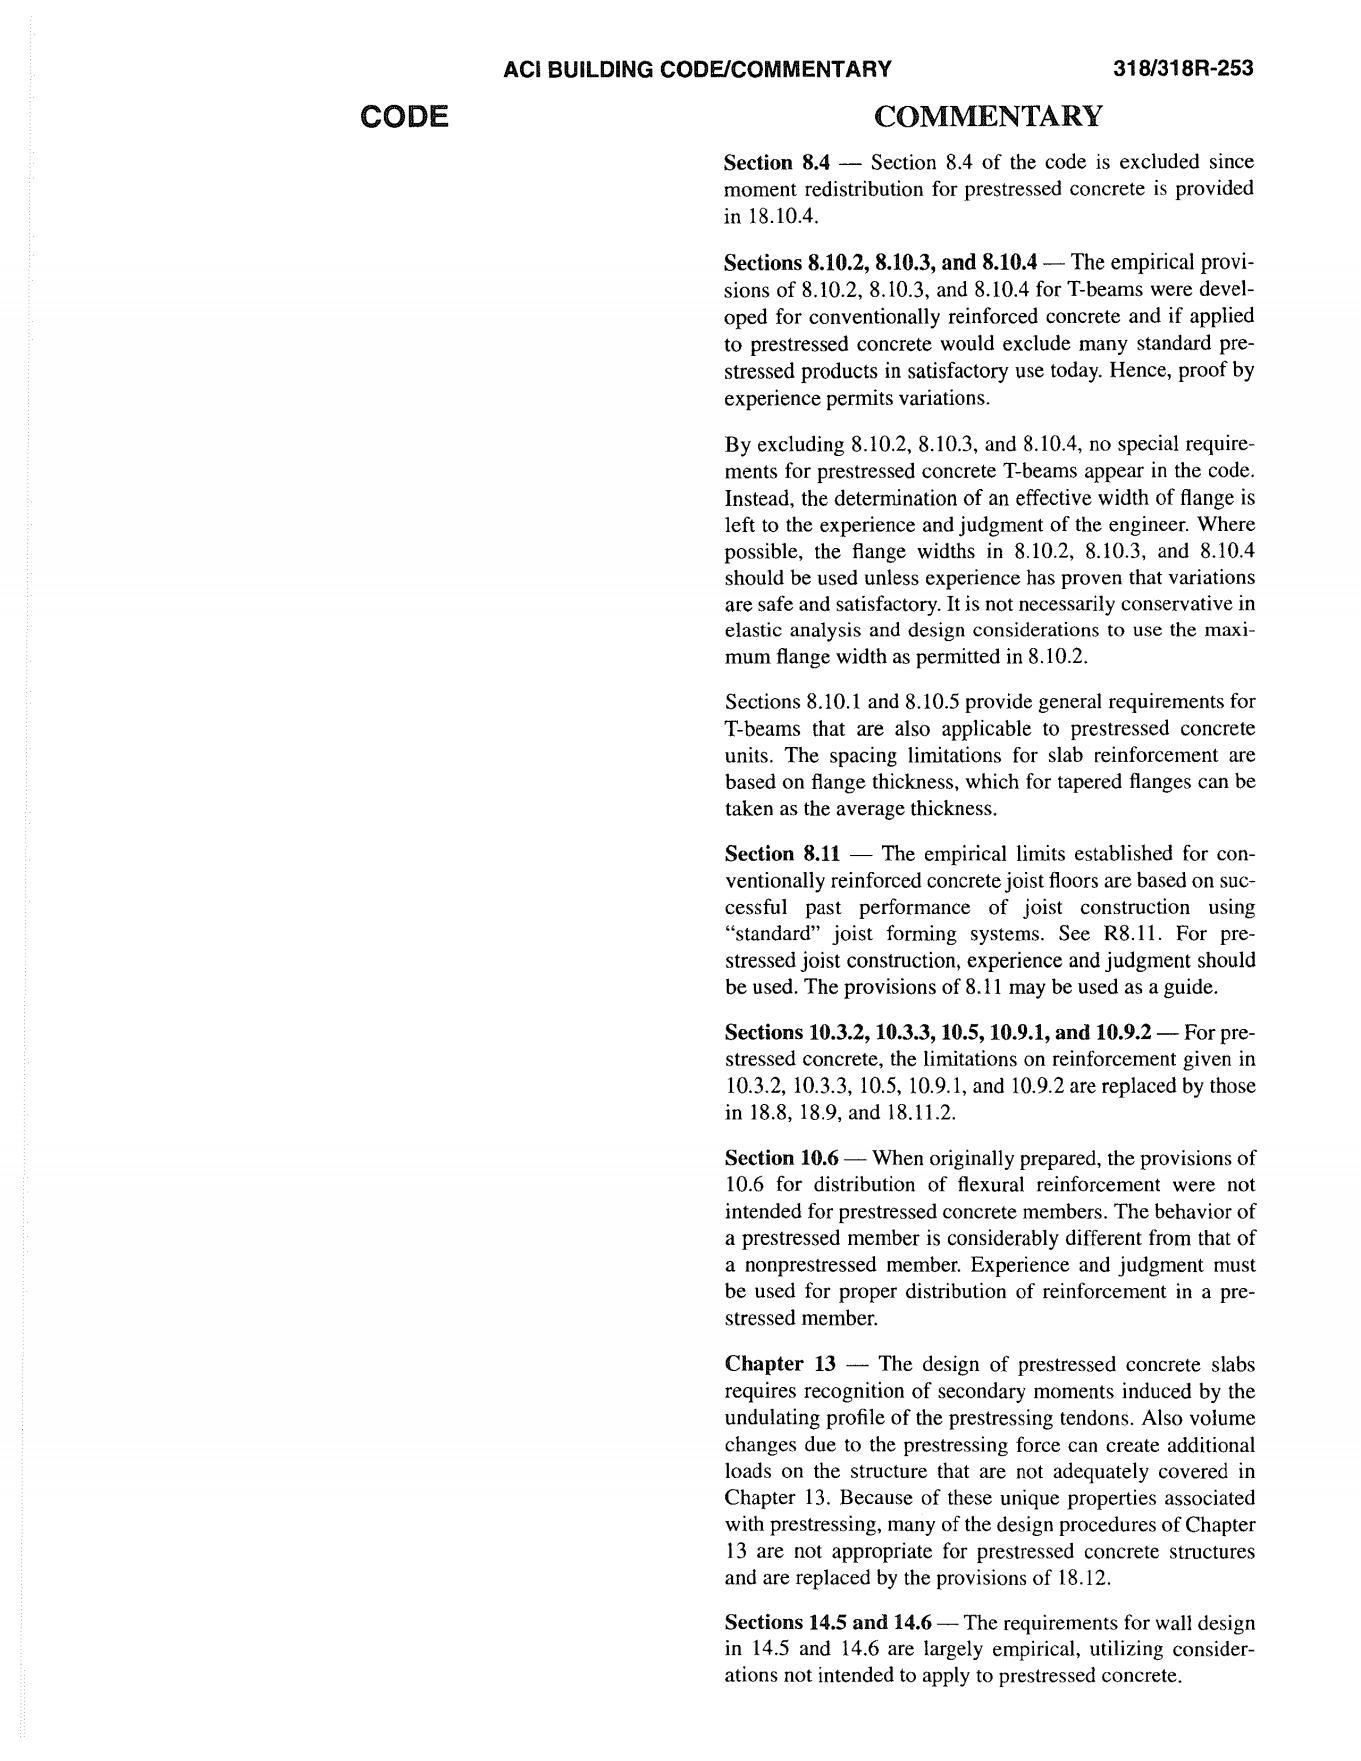 ACI BUILDING CODE/COMMENTARY 318/318R-253
CODE COMMENTARY
Section 8.4 — Section 8.4 of the code is excluded since
moment redistribution for prestressed concrete is provided
in 18.10.4.
Sections 8.10.2, 8.10.3, and 8.10.4 — The empirical provi-
sions of 8.10.2, 8.10.3, and 8.10.4 for T-beams were devel-
oped for conventionally reinforced concrete and if applied
to prestressed concrete would exclude many standard pre-
stressed products in satisfactory use today. Hence, proof by
experience permits variations.
By excluding 8.10.2, 8.10.3, and 8.10.4, no special require-
ments for prestressed concrete T-beams appear in the code.
Instead, the determination of an effective width of flange is
left to the experience and judgment of the engineer. Where
possible, the flange widths in 8.10.2, 8.10.3, and 8.10.4
should be used unless experience has proven that variations
are safe and satisfactory. It is not necessarily conservative in
elastic analysis and design considerations to use the maxi-
mum flange width as permitted in 8.10.2.
Sections 8.10.1 and 8.10.5 provide general requirements for
T-beams that are also applicable to prestressed concrete
units. The spacing limitations for slab reinforcement are
based on flange thickness, which for tapered flanges can be
taken as the average thickness.
Section 8.11 — The empirical limits established for con-
ventionally reinforced concrete joist floors are based on suc-
cessful past performance of joist construction using
“standard” joist forming systems. See R8.11. For pre-
stressed joist construction, experience and judgment should
be used. The provisions of 8.11 may be used as a guide.
Sections 10.3.2, 10.3.3, 10.5, 10.9.1, and 10.9.2 — For pre-
stressed concrete, the limitations on reinforcement given in
10.3.2, 10.3.3, 10.5, 10.9.1, and 10.9.2 are replaced by those
in 18.8, 18.9, and 18.11.2.
Section 10.6 — When originally prepared, the provisions of
10.6 for distribution of flexural reinforcement were not
intended for prestressed concrete members. The behavior of
a prestressed member is considerably different from that of
a nonprestressed member. Experience and judgment must
be used for proper distribution of reinforcement in a pre-
stressed member.
Chapter 13 — The design of prestressed concrete slabs
requires recognition of secondary moments induced by the
undulating profile of the prestressing tendons. Also volume
changes due to the prestressing force can create additional
loads on the structure that are not adequately covered in
Chapter 13. Because of these unique properties associated
with prestressing, many of the design procedures of Chapter
13 are not appropriate for prestressed concrete structures
and are replaced by the provisions of 18.12.
Sections 14.5 and 14.6 — The requirements for wall design
in 14.5 and 14.6 are largely empirical, utilizing consider-
ations not intended to apply to prestressed concrete.